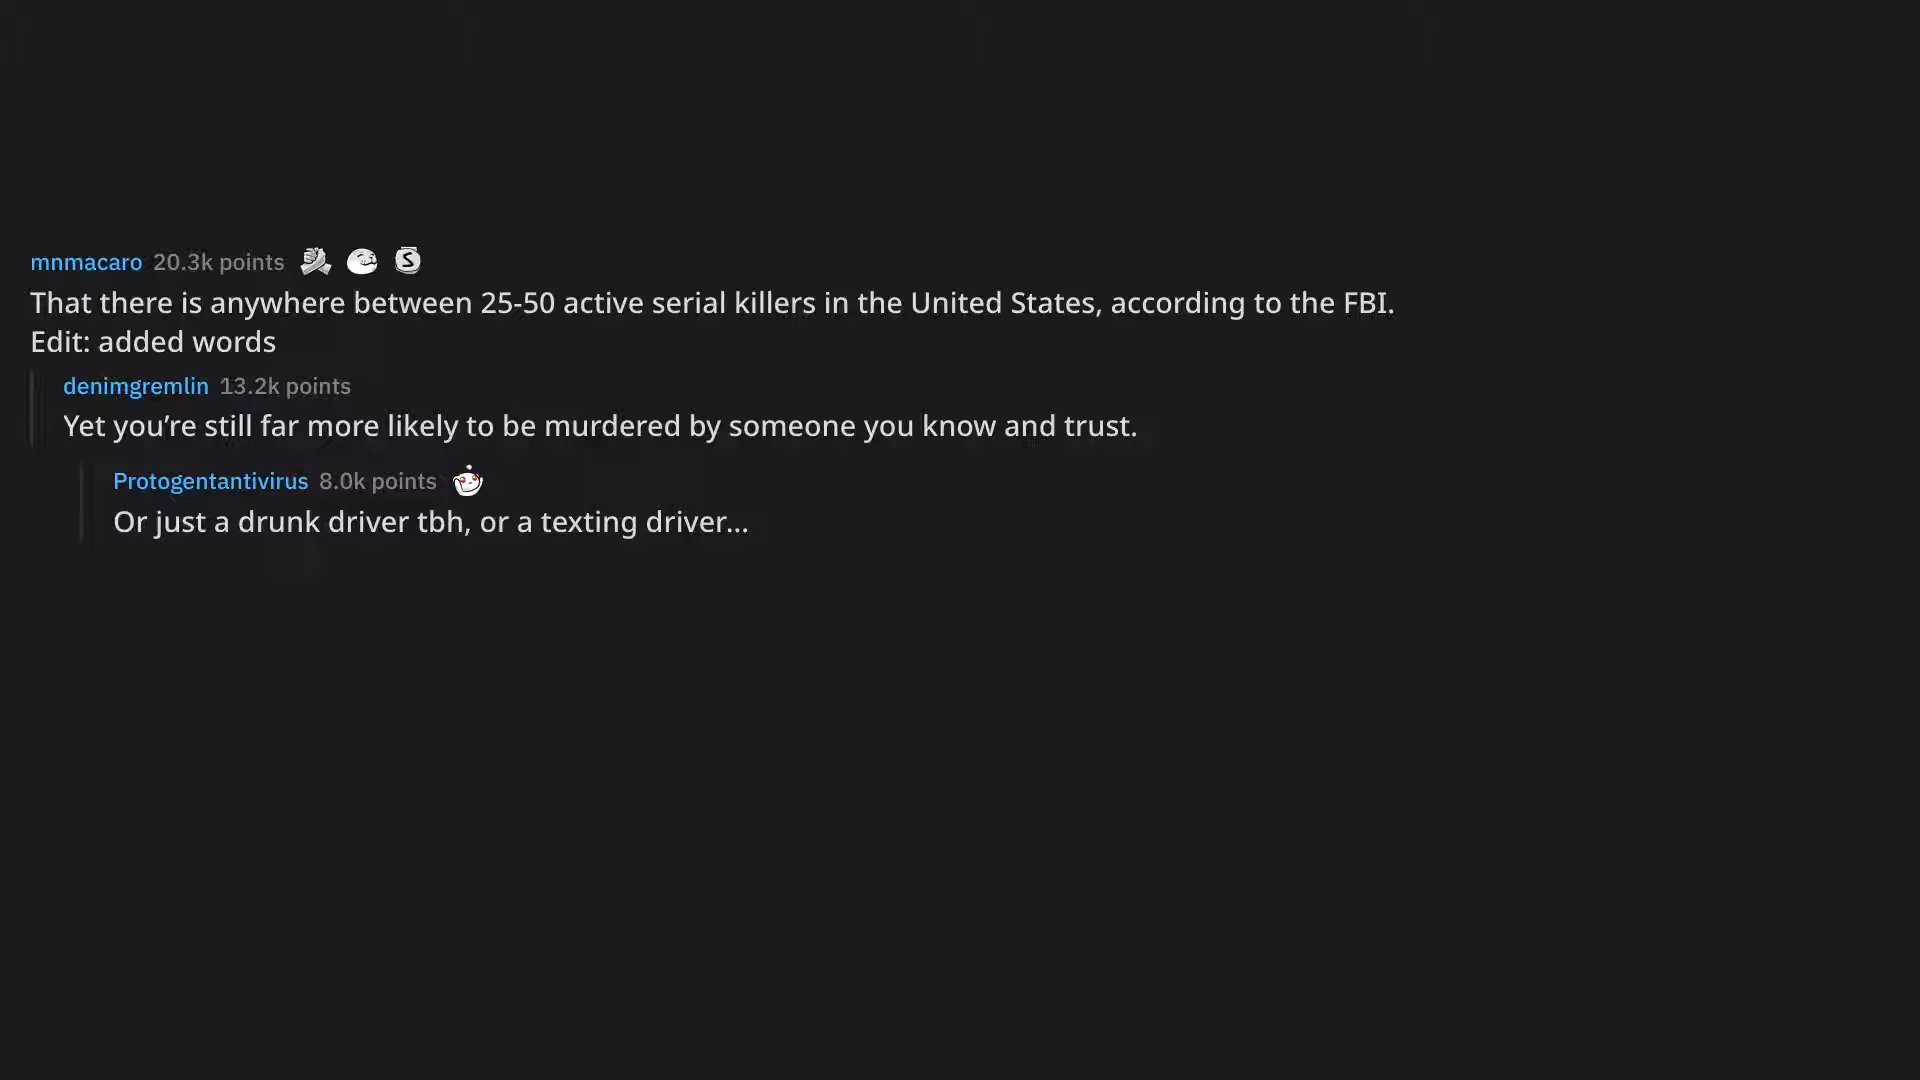 mnmacaro 20.3k points
That there is anywhere between 25-50 active serial killers in the United States, according to the FBI.
Edit: added words
denimgremlin 13.2k points
Yet you’re still far more likely to be murdered by someone you know and trust.
Protogentantivirus 8.0k points
Or just a drunk driver tbh, or a texting driver...